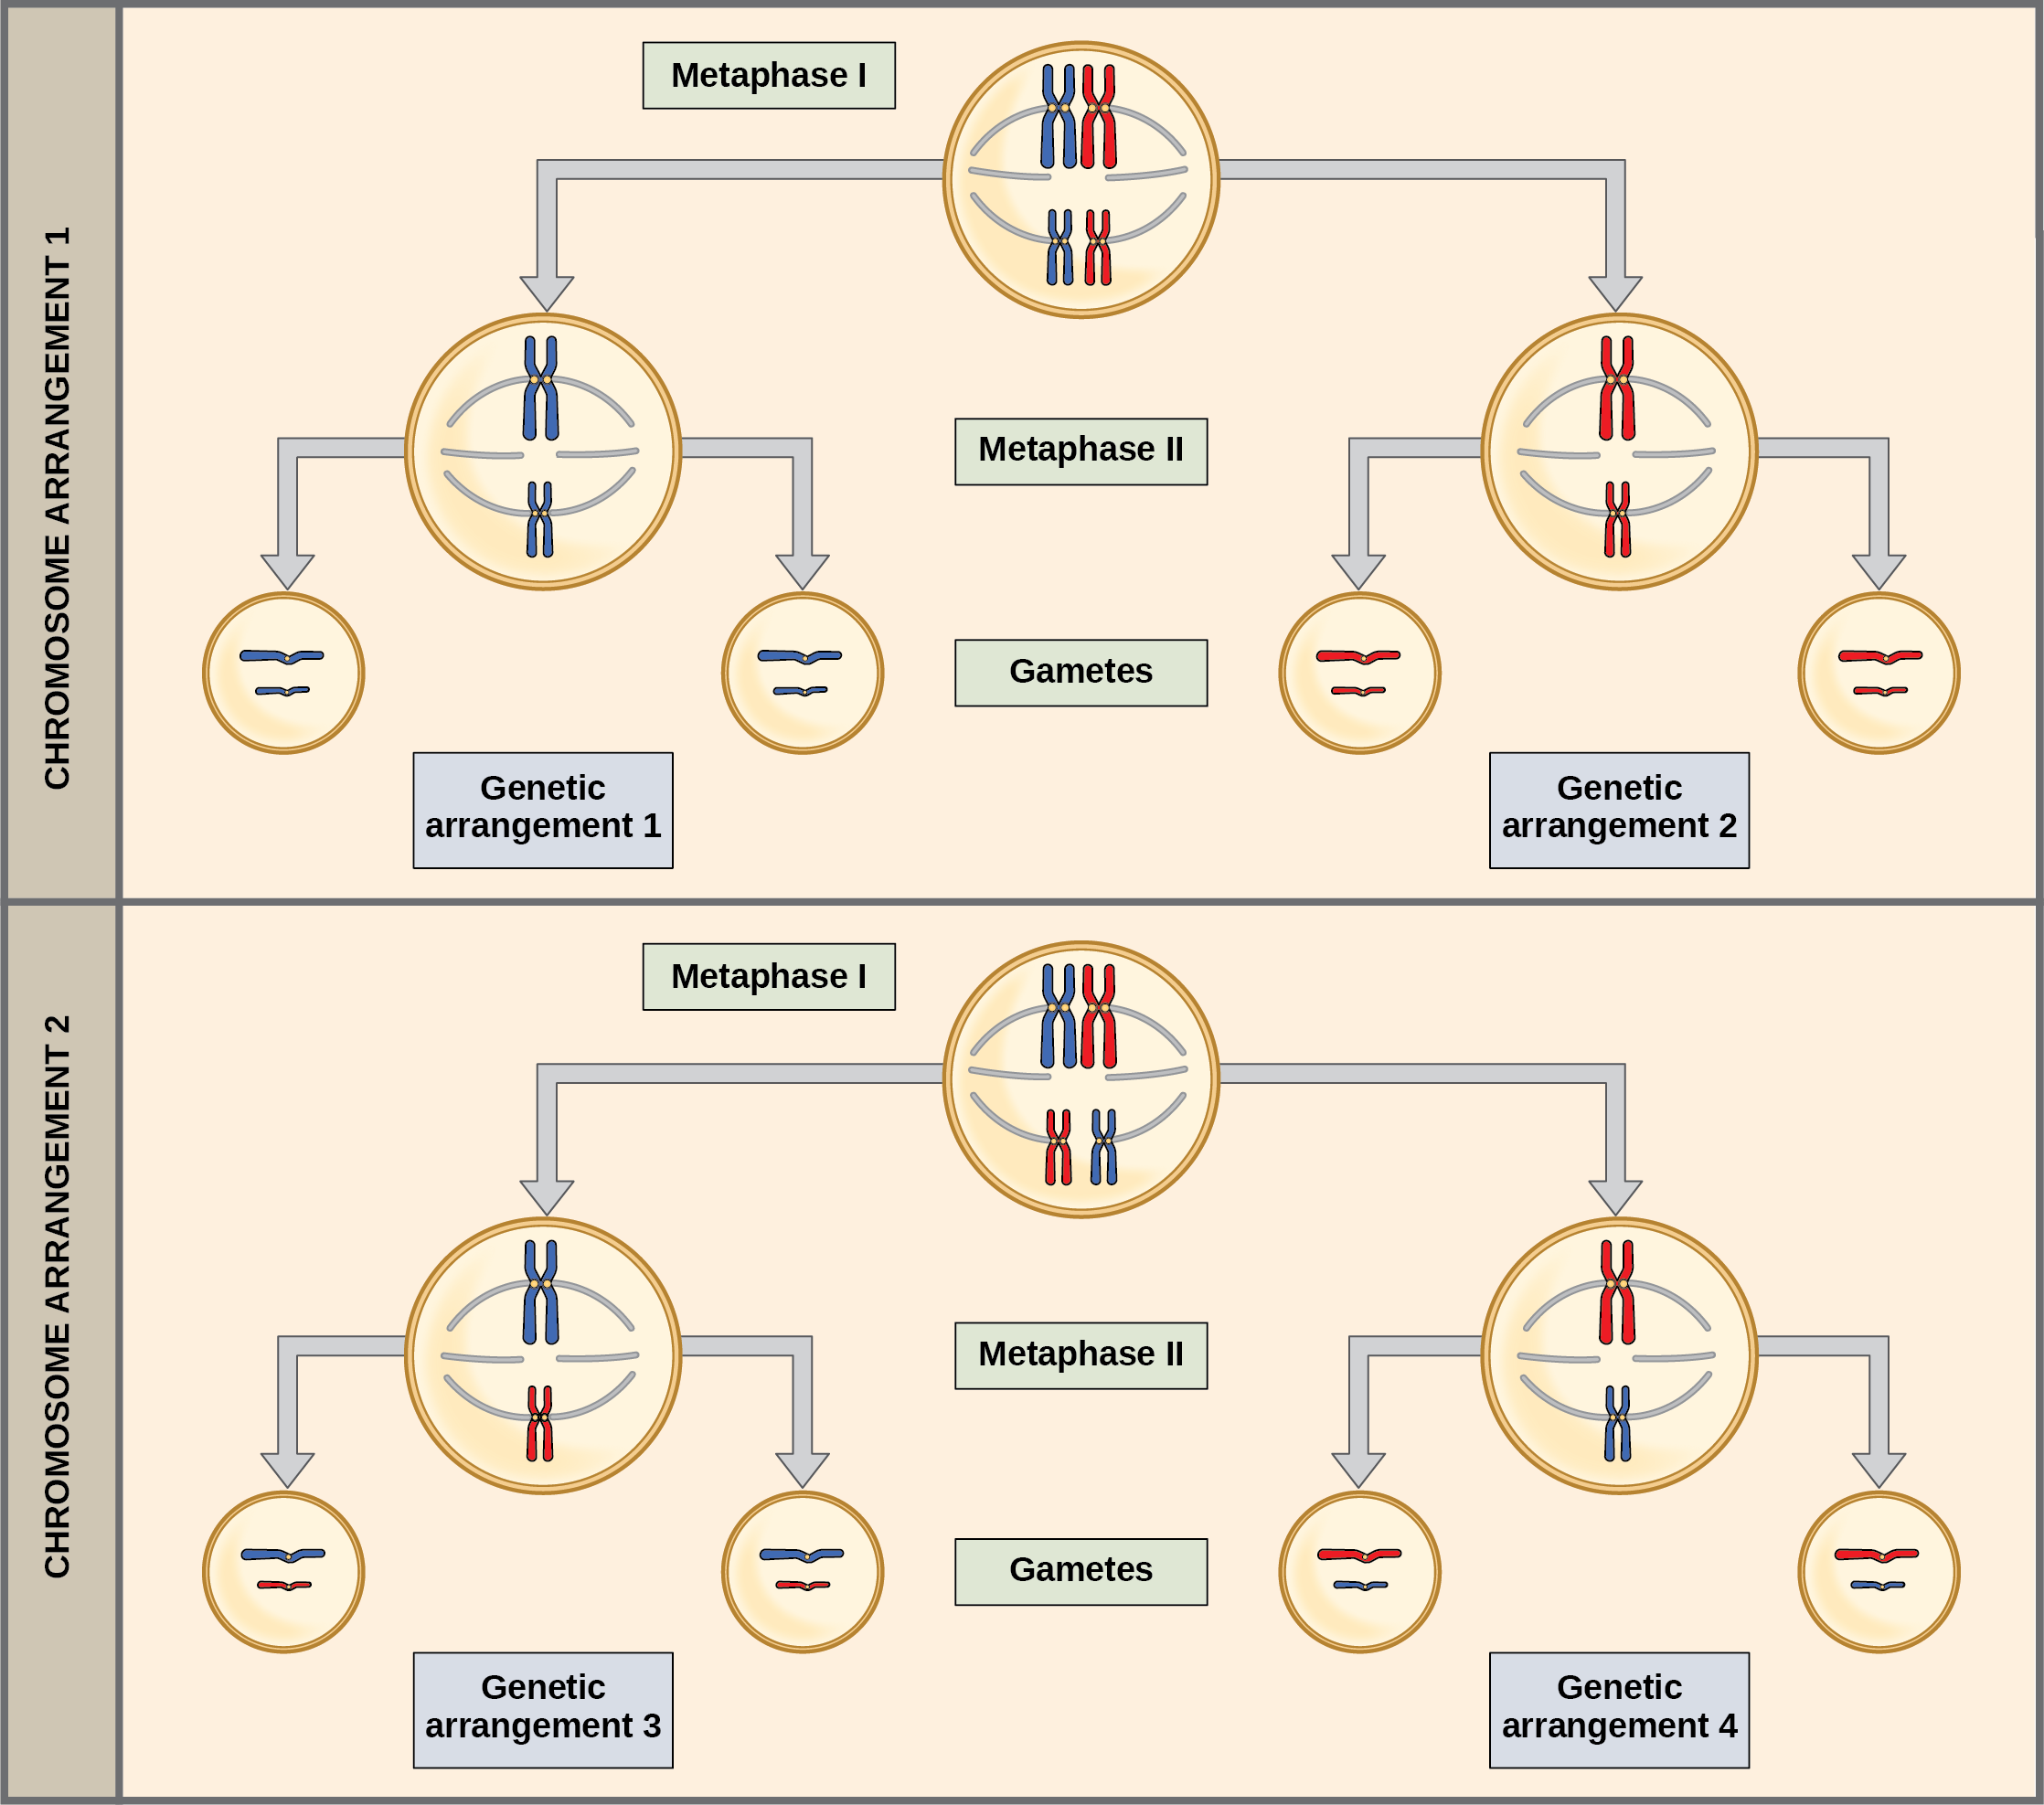 CHROMOSOME ARRANGEMENT 1
Metaphase I
Metaphase II
Gametes
Genetic
arrangement 1
Genetic
arrangement 2
CHROMOSOME ARRANGEMENT 2
Metaphase I
Metaphase II
Gametes
Genetic
arrangement 3
Genetic
arrangement 4